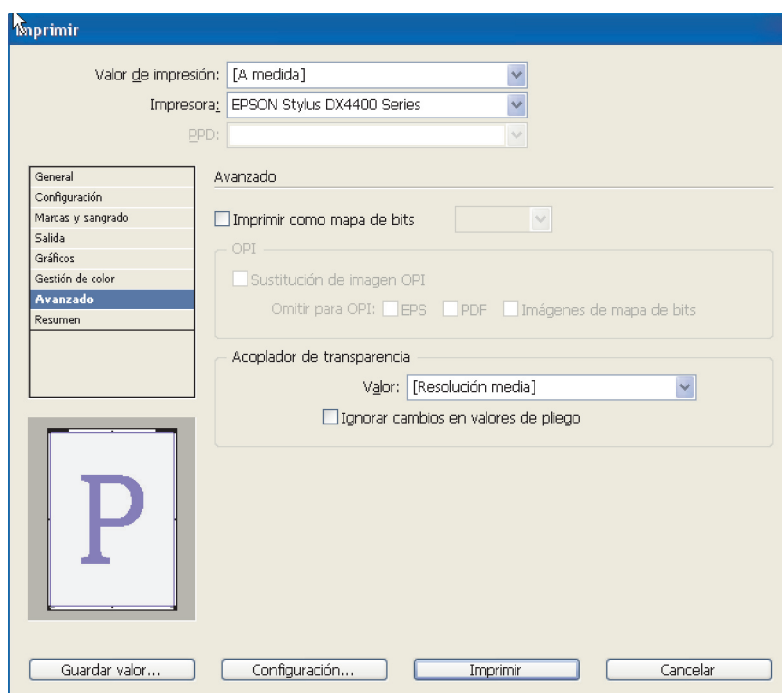 Imprimir
Valor de impresión: [A medida]
Impresora: EPSON Stylus DX4400 Series
PPD:
General
Configuración
Marcas y sangrado
Salida
Gráficos
Gestión de color
Avanzado
Resumen
Avanzado
Imprimir como mapa de bits
OPI
Sustitución de imagen OPI
Omitir para OPI: EPS PDF Imágenes de mapa de bits
Acoplador de transparencia
Valor: [Resolución media]
Ignorar cambios en valores de pliego
P
Guardar valor... Configuración... Imprimir Cancelar